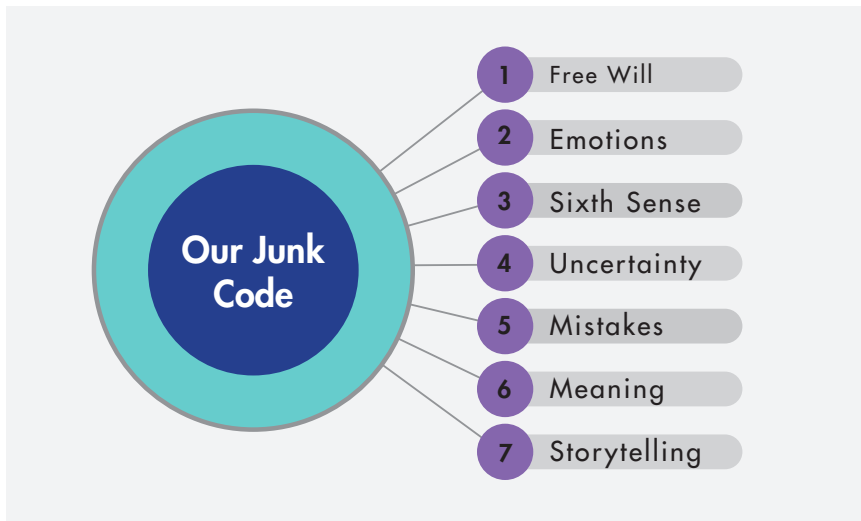 Our Junk
Code
1 Free Will
2 Emotions
3 Sixth Sense
4 Uncertainty
5 Mistakes
6 Meaning
7 Storytelling